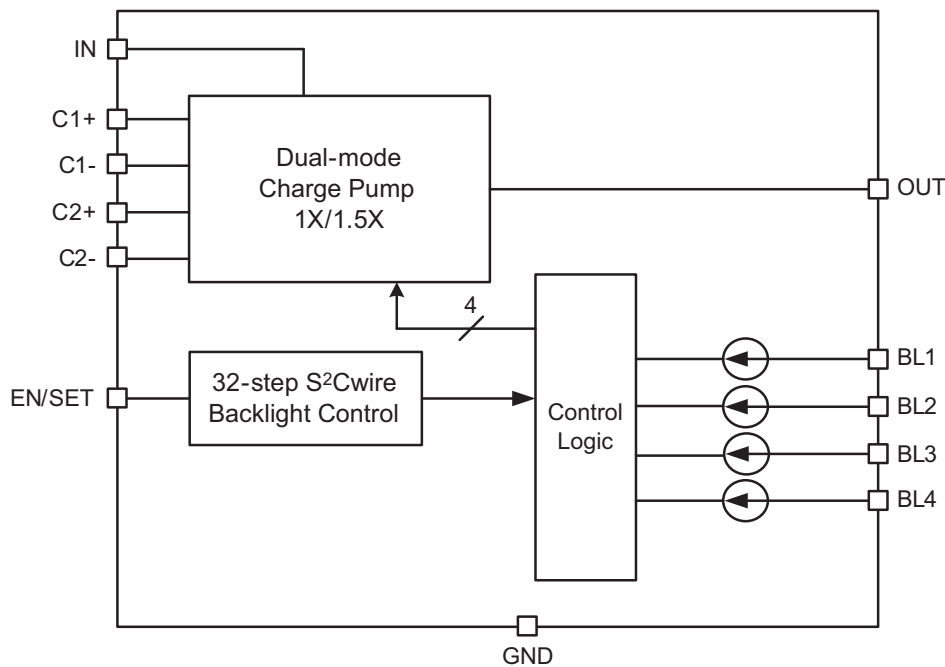 IN
C1+
C1-
C2+
C2-
Dual-mode
Charge Pump
1X/1.5X
OUT
4
EN/SET
32-step S²Cwire
Backlight Control
Control
Logic
BL1
BL2
BL3
BL4
GND